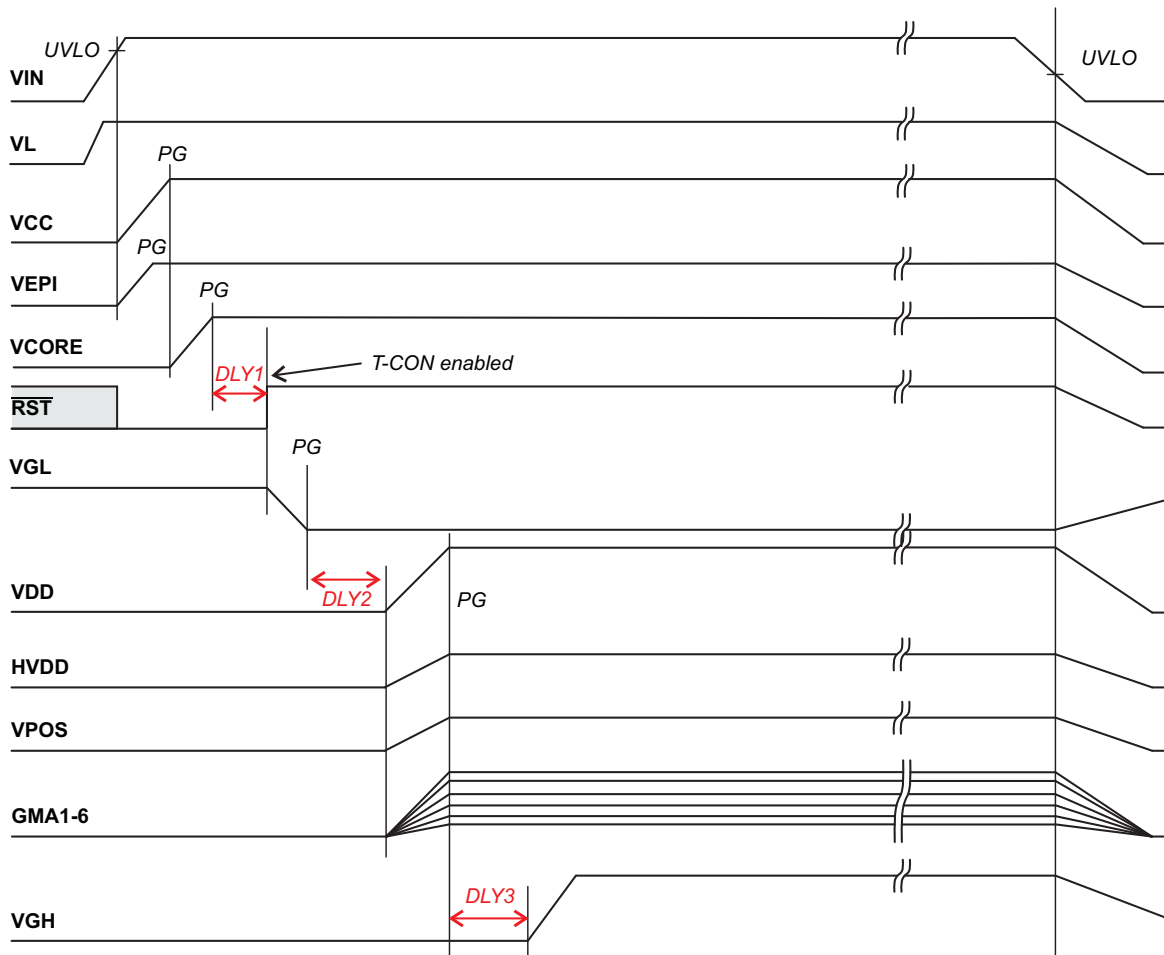 UVLO
UVLO
VIN
VL
PG
VCC
PG
VEPI
PG
VCORE
T-CON enabled
DLY1
RST
PG
VGL
VDD
DLY2
PG
HVDD
VPOS
GMA1-6
DLY3
VGH